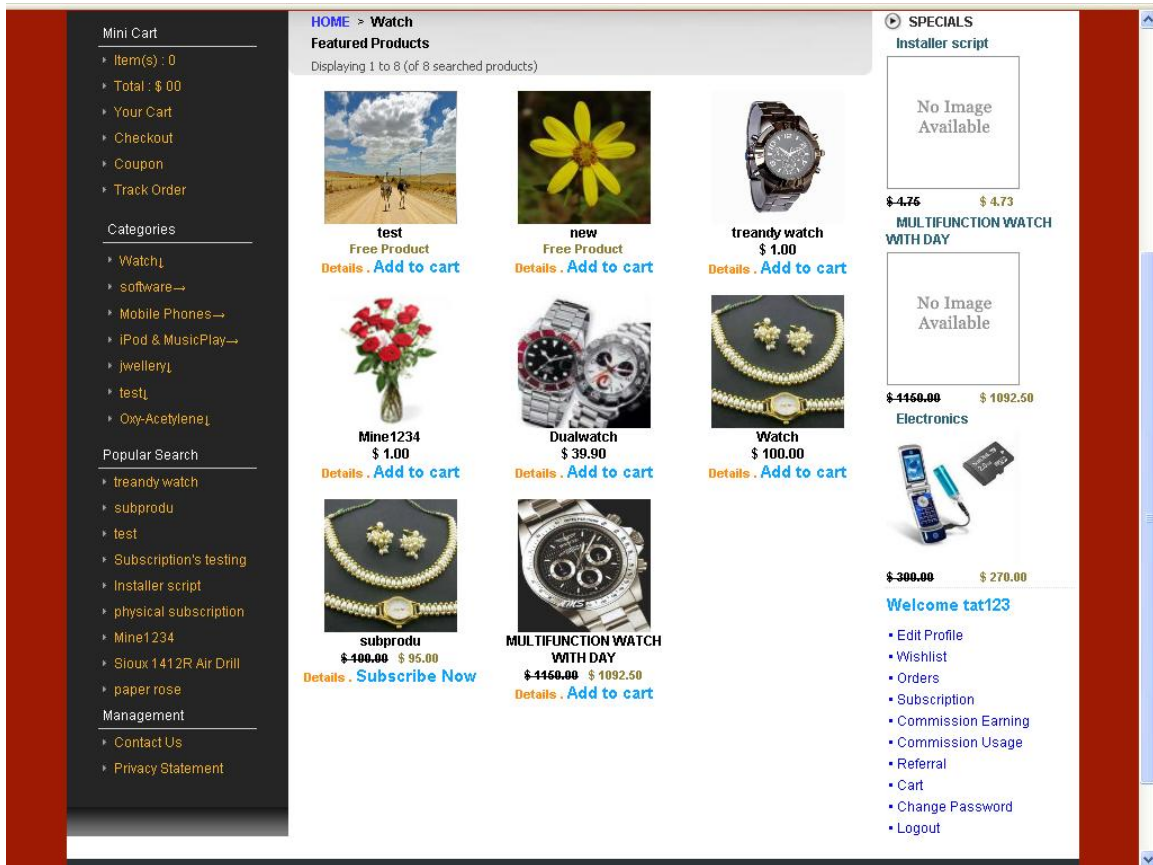 Mini Cart
Item(s) : 0
Total : $ 00
Your Cart
Checkout
Coupon
Track Order
Categories
Watch↓
software→
Mobile Phones→
iPod & MusicPlay→
jwellery↓
test↓
Oxy-Acetylene↓
Popular Search
treandy watch
subprodu
test
Subscription's testing
Installer script
physical subscription
Mine1234
Sioux 1412R Air Drill
paper rose
Management
Contact Us
Privacy Statement
HOME > Watch
Featured Products
Displaying 1 to 8 (of 8 searched products)
test
Free Product
Details . Add to cart
new
Free Product
Details . Add to cart
treandy watch
$ 1.00
Details . Add to cart
Mine1234
$ 1.00
Details . Add to cart
Dualwatch
$ 39.90
Details . Add to cart
Watch
$ 100.00
Details . Add to cart
subprodu
$ 100.00 $ 95.00
Details . Subscribe Now
MULTIFUNCTION WATCH
WITH DAY
$ 1150.00 $ 1092.50
Details . Add to cart
SPECIALS
Installer script
No Image
Available
$ 4.75 $ 4.73
MULTIFUNCTION WATCH
WITH DAY
No Image
Available
$ 1150.00 $ 1092.50
Electronics
$ 300.00 $ 270.00
Welcome tat123
Edit Profile
Wishlist
Orders
Subscription
Commission Earning
Commission Usage
Referral
Cart
Change Password
Logout